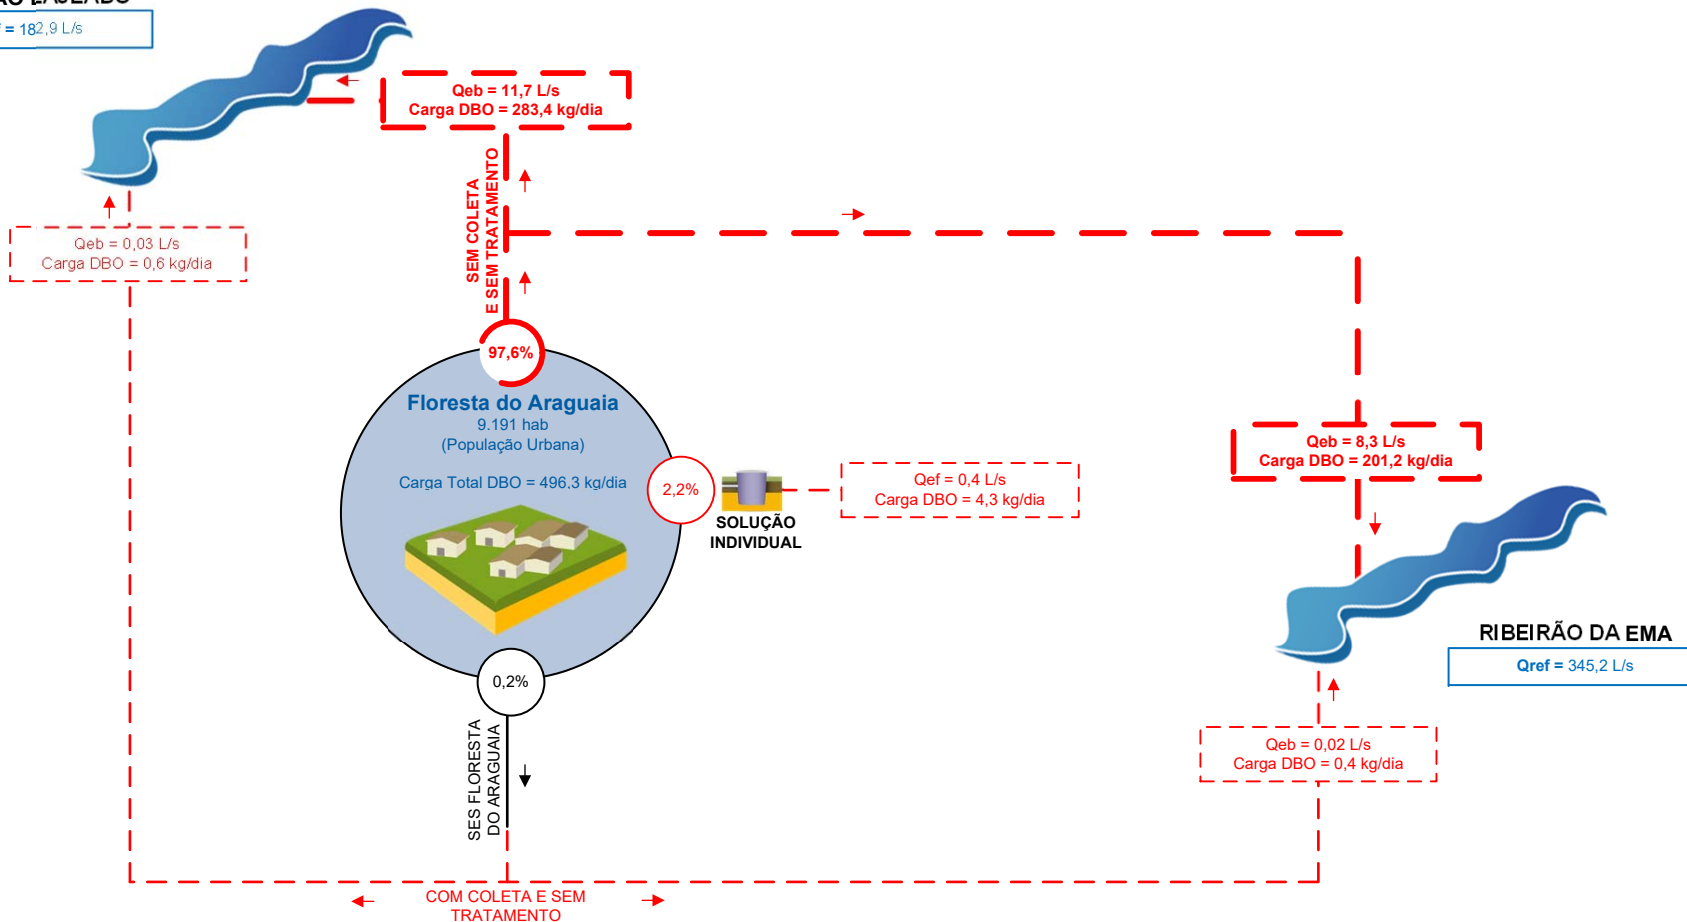 = 182,9 L/s
Qeb = 11,7 L/s
Carga DBO = 283,4 kg/dia
SEM COLETA
E SEM TRATAMENTO
Qeb = 0,03 L/s
Carga DBO = 0,6 kg/dia
97,6%
Floresta do Araguaia
9.191 hab
(População Urbana)
Carga Total DBO = 496,3 kg/dia
2,2%
SOLUÇÃO
INDIVIDUAL
Qef = 0,4 L/s
Carga DBO = 4,3 kg/dia
Qeb = 8,3 L/s
Carga DBO = 201,2 kg/dia
RIBEIRÃO DA EMA
Qref = 345,2 L/s
0,2%
SES FLORESTA
DO ARAGUAIA
Qeb = 0,02 L/s
Carga DBO = 0,4 kg/dia
COM COLETA E SEM
TRATAMENTO